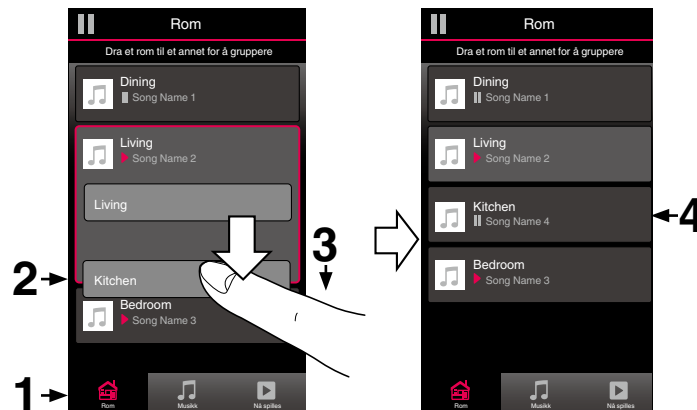 Rom
Dra et rom til et annet for å gruppere
Dining
Song Name 1
Living
Song Name 2
Living
Kitchen
Bedroom
Song Name 3
Rom
Musikk
Nå spilles
1
2
3
Rom
Dra et rom til et annet for å gruppere
Dining
Song Name 1
Living
Song Name 2
Kitchen
Song Name 4
Bedroom
Song Name 3
Rom
Musikk
Nå spilles
4